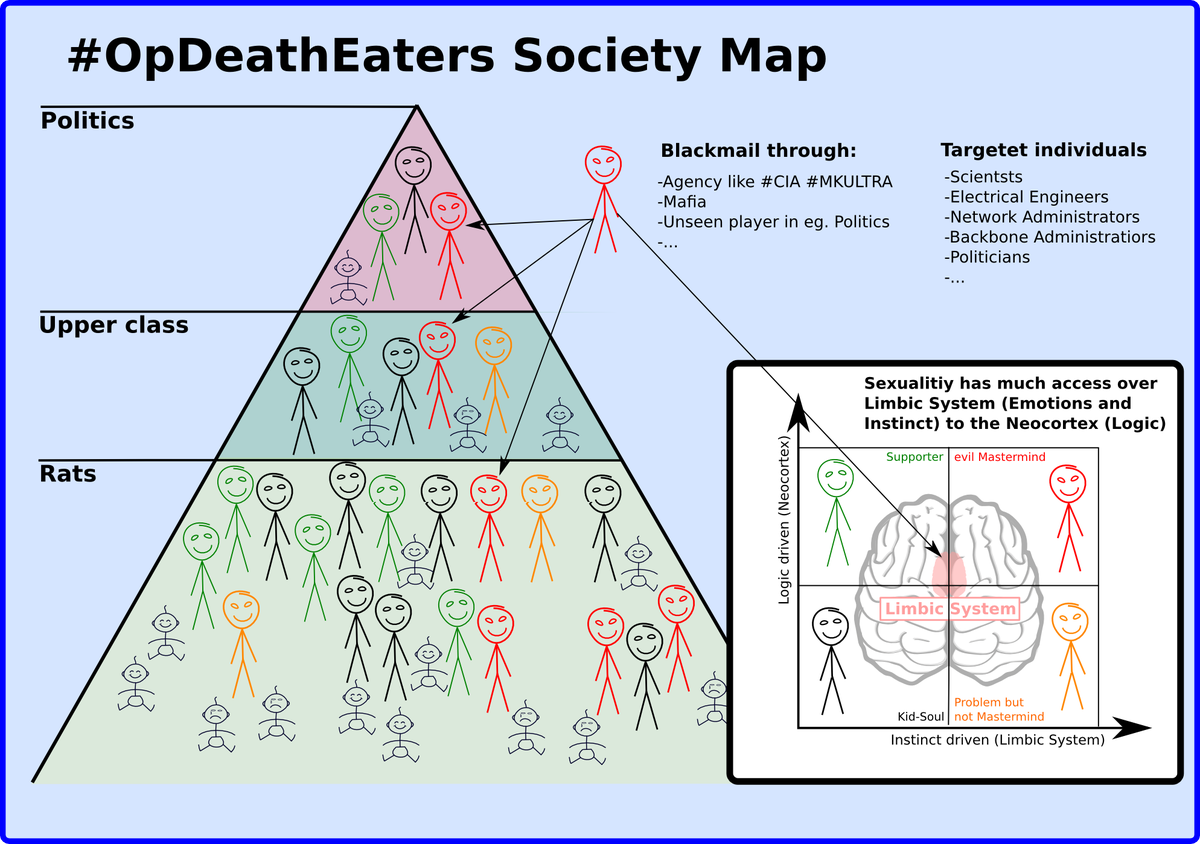 #OpDeathEaters Society Map
Politics
Upper class
Rats
Blackmail through:
-Agency like #CIA #MKULTRA
-Mafia
-Unseen player in eg. Politics
-...
Targetet individuals
-Scientsts
-Electrical Engineers
-Network Administrators
-Backbone Administratiors
-Politicians
-...
Sexualitiy has much access over
Limbic System (Emotions and
Instinct) to the Neocortex (Logic)
Logic driven (Neocortex)
Supporter
evil Mastermind
Limbic System
Kid-Soul
Problem but
not Mastermind
Instinct driven (Limbic System)